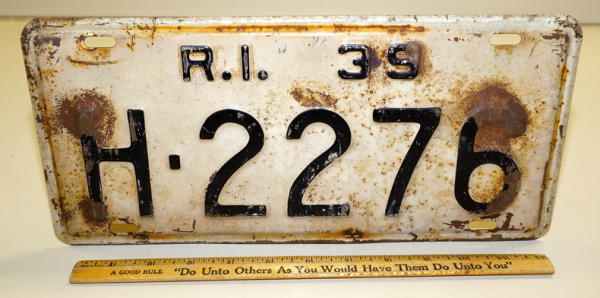 R.I. 39
H·2276
A GOOD RULE "Do Unto Others As You Would Have Them Do Unto You"